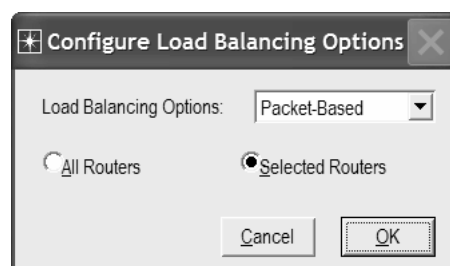 Configure Load Balancing Options
Load Balancing Options: Packet-Based
All Routers Selected Routers
Cancel OK